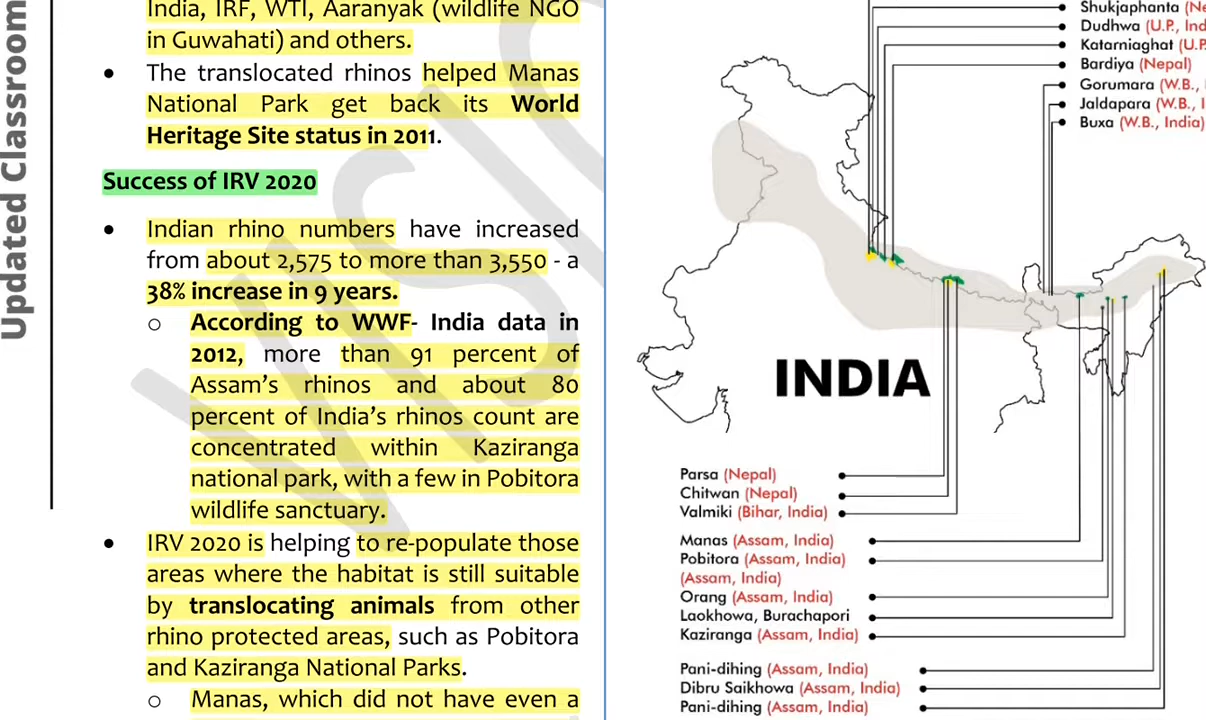 Updated Classroom
India, IRF, WTI, Aaranyak (wildlife NGO
in Guwahati) and others.
• The translocated rhinos helped Manas
National Park get back its World
Heritage Site status in 2011.
Success of IRV 2020
• Indian rhino numbers have increased
from about 2,575 to more than 3,550 - a
38% increase in 9 years.
o According to WWF- India data in
2012, more than 91 percent of
Assam's rhinos and about 80
percent of India's rhinos count are
concentrated within Kaziranga
national park, with a few in Pobitora
wildlife sanctuary.
• IRV 2020 is helping to re-populate those
areas where the habitat is still suitable
by translocating animals from other
rhino protected areas, such as Pobitora
and Kaziranga National Parks.
o Manas, which did not have even a
Shukjaphanta (Ne
Dudhwa (U.P., Ind
Katarniaghat (U.P.
Bardiya (Nepal)
Gorumara (W.B., I
Jaldapara (W.B., I
Buxa (W.B., India)
INDIA
Parsa (Nepal)
Chitwan (Nepal)
Valmiki (Bihar, India)
Manas (Assam, India)
Pobitora (Assam, India)
(Assam, India)
Orang (Assam, India)
Laokhowa, Burachapori
Kaziranga (Assam, India)
Pani-dihing (Assam, India)
Dibru Saikhowa (Assam, India)
Pani-dihing (Assam, India)